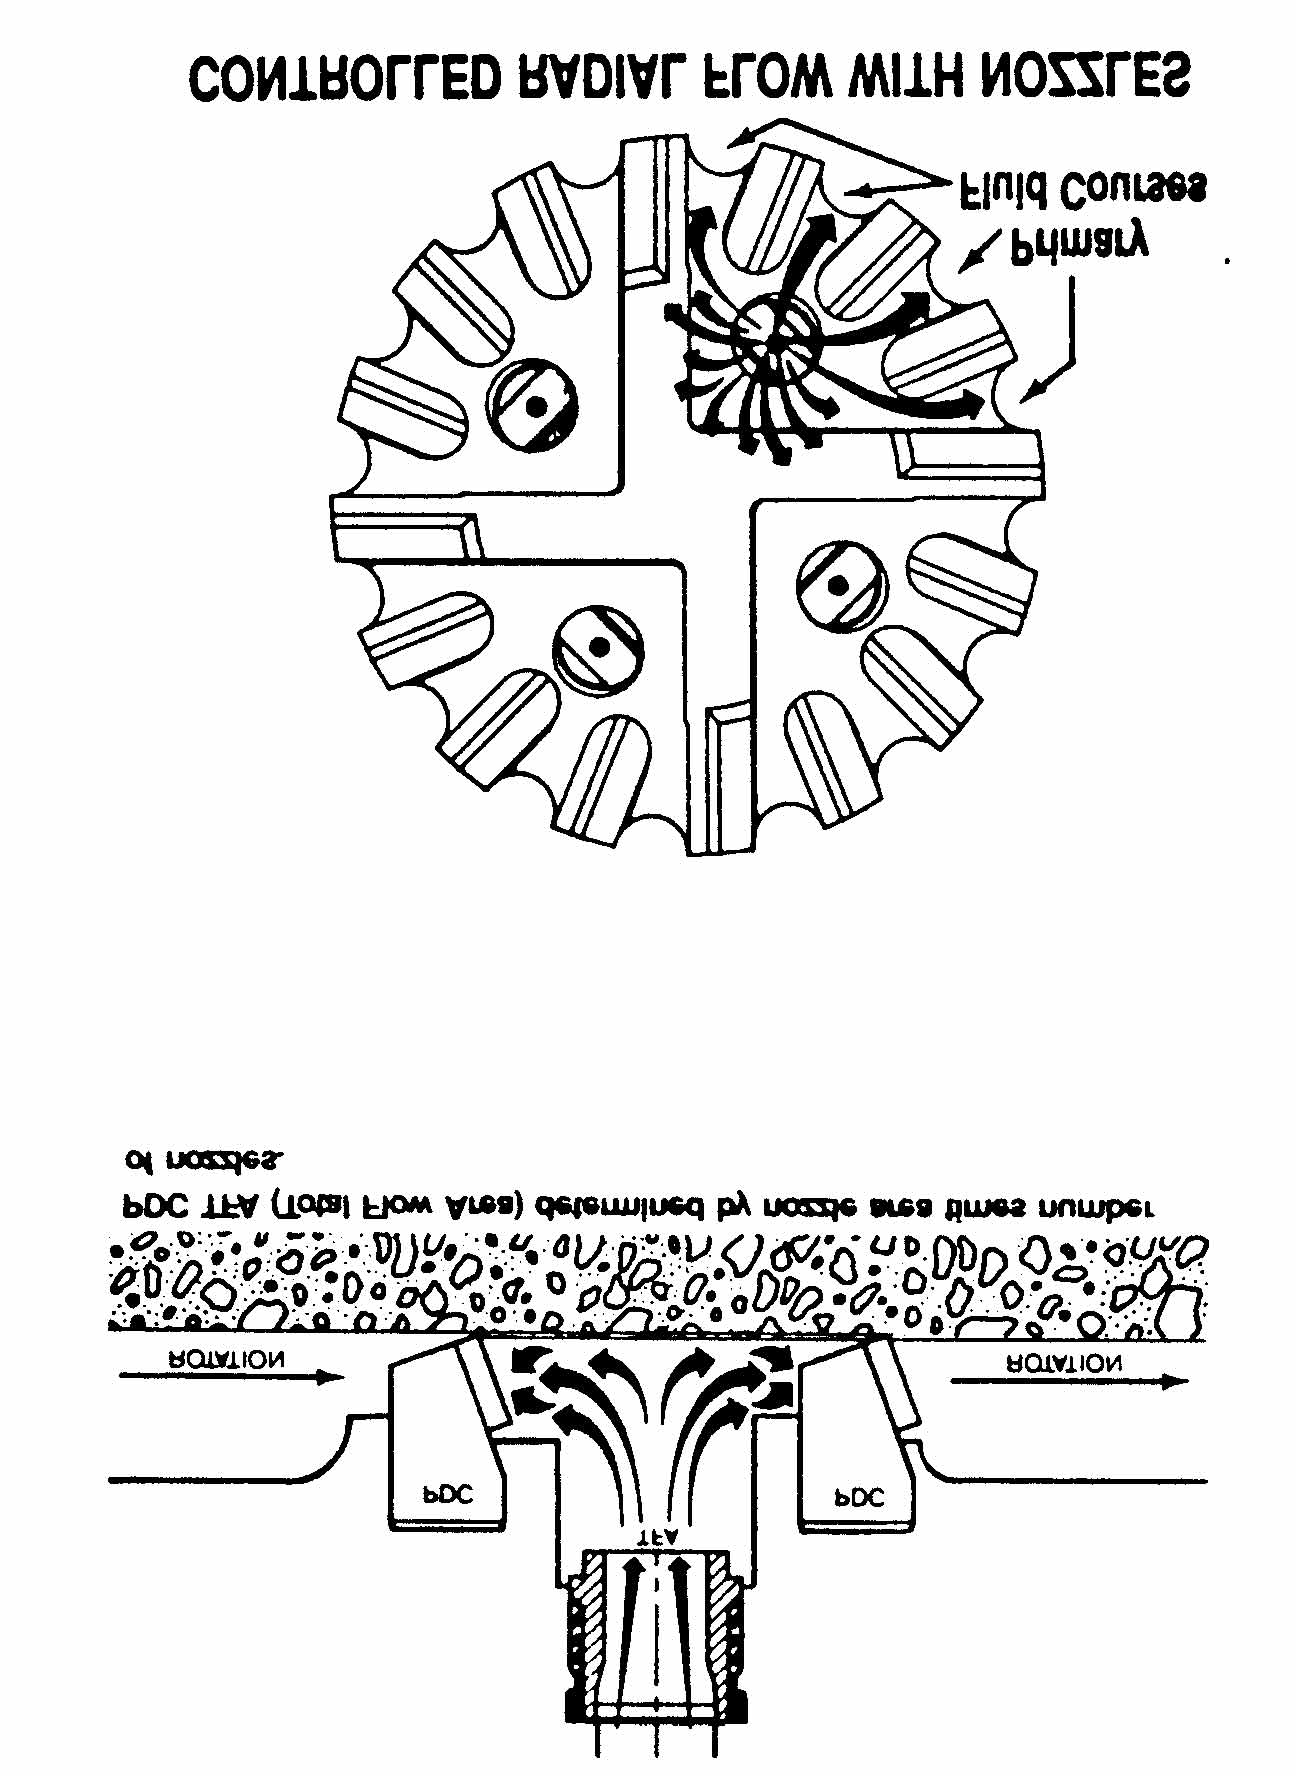 TFA
PDC
PDC
ROTATION
ROTATION
PDC TFA (Total Flow Area) determined by nozzle area times number
of nozzles.
Primary
Fluid Courses
CONTROLLED RADIAL FLOW WITH NOZZLES